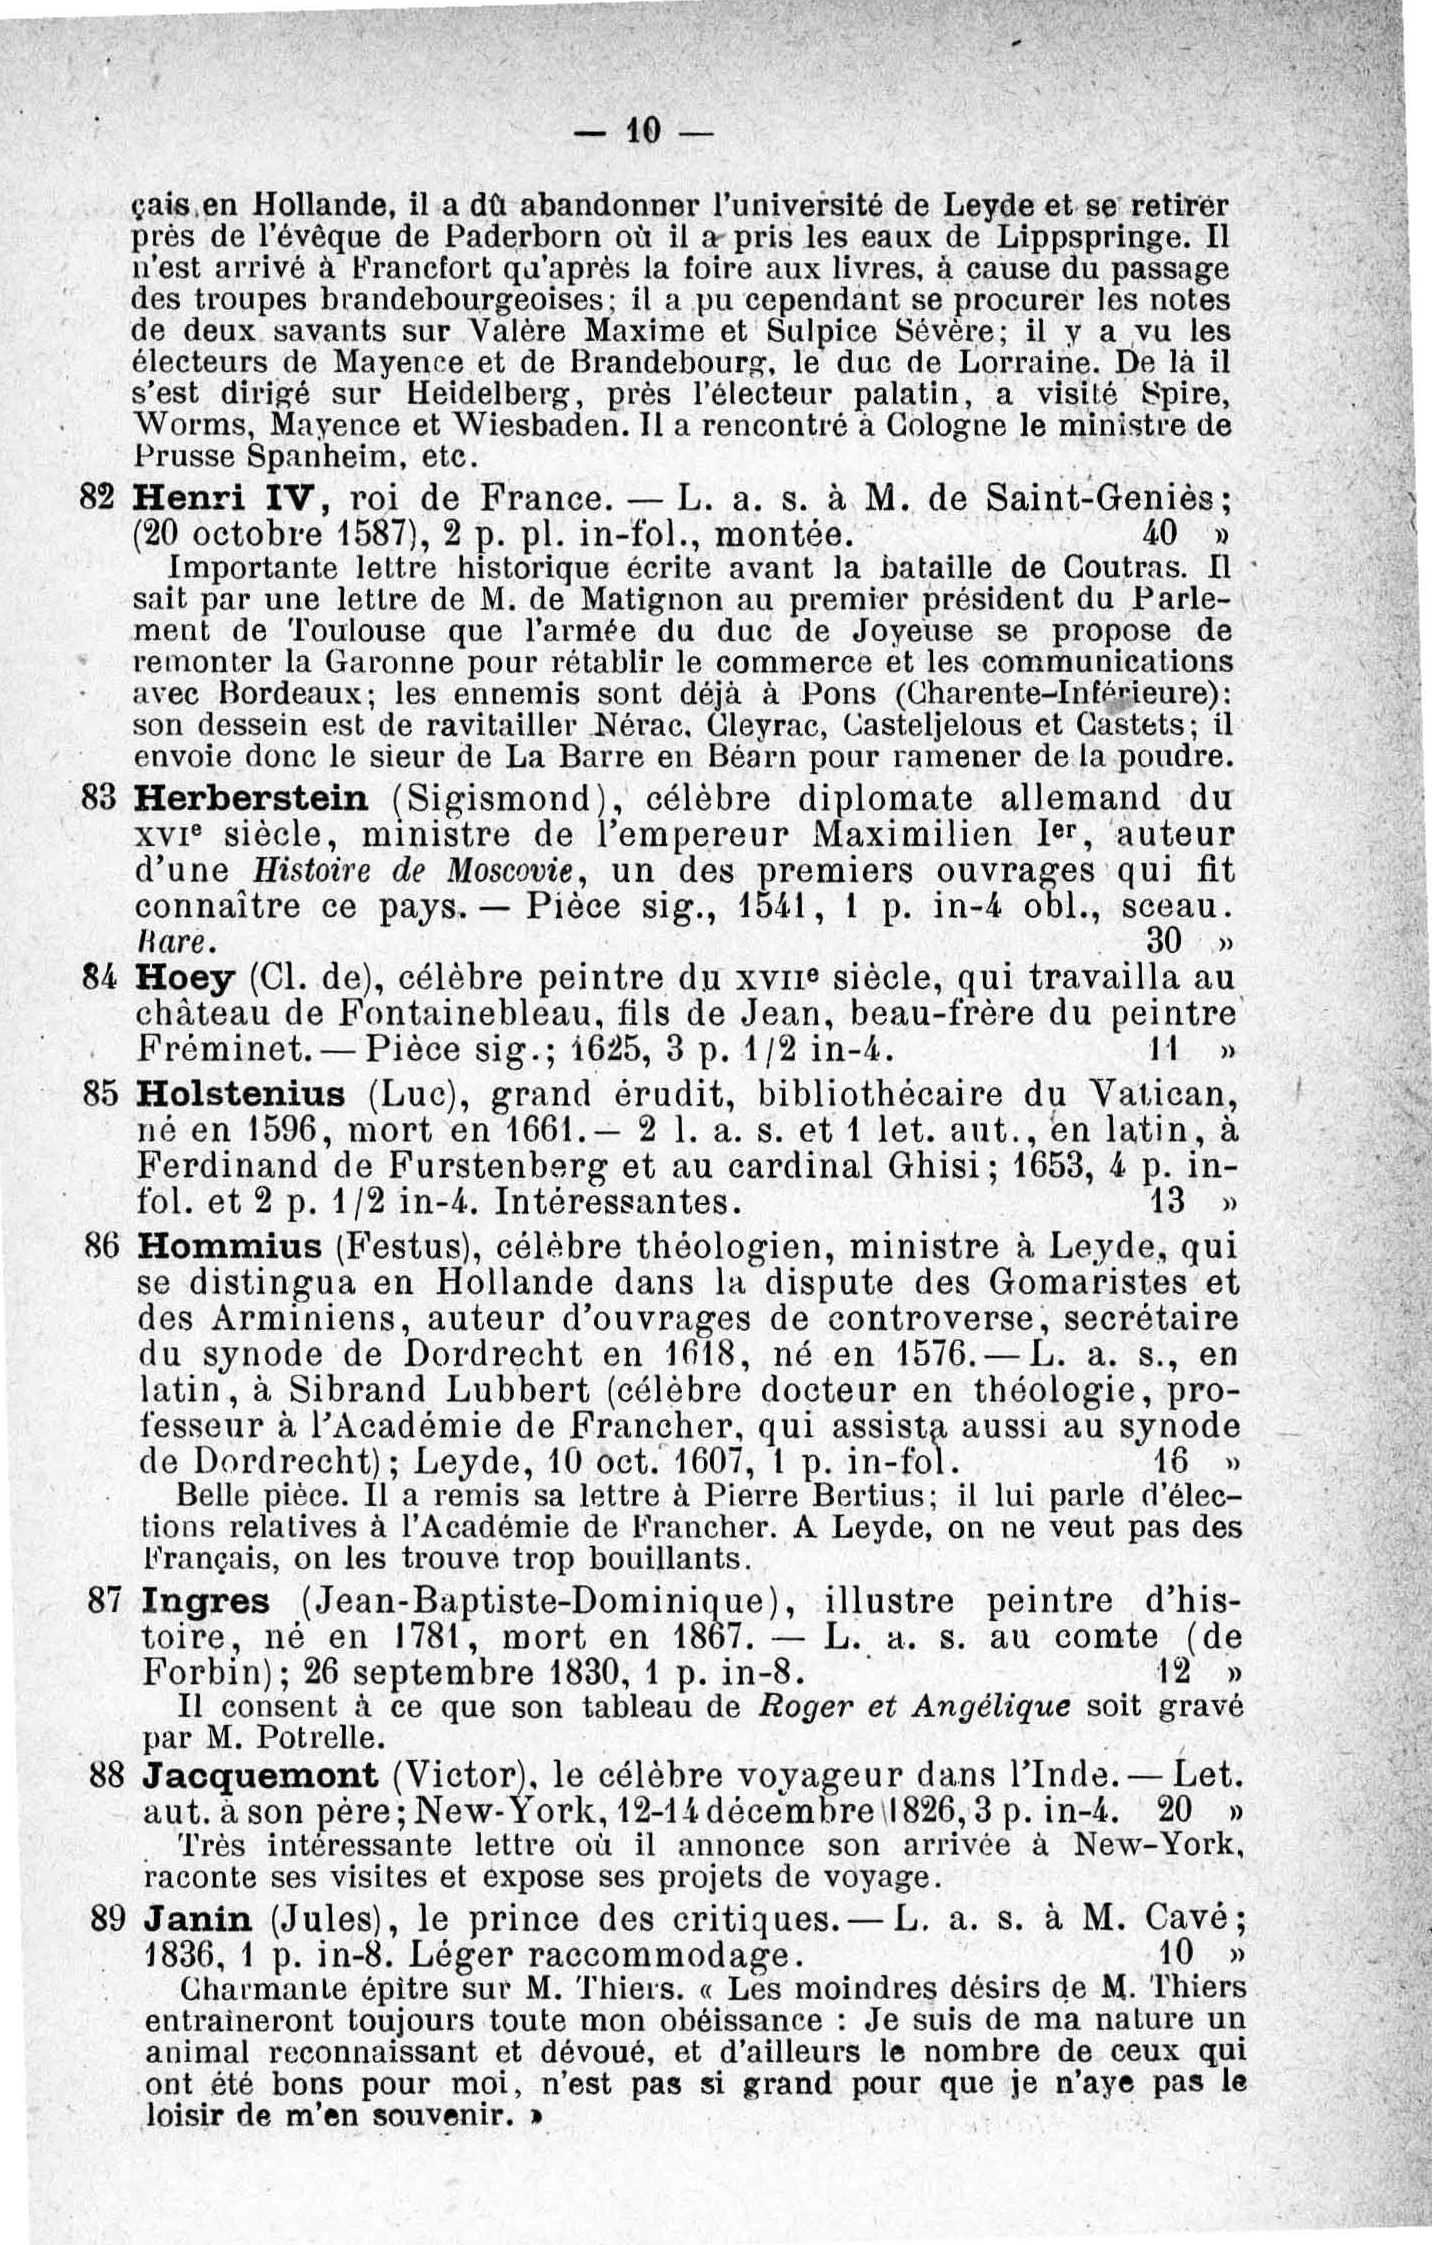 — 10 —
çais en Hollande, il a dû abandonner l'université de Leyde et se retirer
près de l'évêque de Paderborn où il a pris les eaux de Lippspringe. Il
n'est arrivé à Francfort qu'après la foire aux livres, à cause du passage
des troupes brandebourgeoises; il a pu cependant se procurer les notes
de deux savants sur Valère Maxime et Sulpice Sévère; il y a vu les
électeurs de Mayence et de Brandebourg, le duc de Lorraine. De là il
s'est dirigé sur Heidelberg, près l'électeur palatin, a visité Spire,
Worms, Mayence et Wiesbaden. Il a rencontré à Cologne le ministre de
Prusse Spanheim, etc.
82 Henri IV, roi de France. — L. a. s. à M. de Saint-Geniès;
(20 octobre 1587), 2 p. pl. in-fol., montée. 40 »
Importante lettre historique écrite avant la bataille de Coutras. Il
sait par une lettre de M. de Matignon au premier président du Parle-
ment de Toulouse que l'armée du duc de Joyeuse se propose de
remonter la Garonne pour rétablir le commerce et les communications
avec Bordeaux; les ennemis sont déjà à Pons (Charente-Inférieure):
son dessein est de ravitailler Nérac, Cleyrac, Casteljelous et Castets; il
envoie donc le sieur de La Barre en Béarn pour ramener de la poudre.
83 Herberstein (Sigismond), célèbre diplomate allemand du
XVIe siècle, ministre de l'empereur Maximilien Ier, auteur
d'une Histoire de Moscovie, un des premiers ouvrages qui fit
connaître ce pays. — Pièce sig., 1541, 1 p. in-4 obl., sceau.
Rare. 30 »
84 Hoey (Cl. de), célèbre peintre du XVIIe siècle, qui travailla au
château de Fontainebleau, fils de Jean, beau-frère du peintre
Fréminet. — Pièce sig.; 1625, 3 p. 1/2 in-4. 11 »
85 Holstenius (Luc), grand érudit, bibliothécaire du Vatican,
né en 1596, mort en 1661. — 2 l. a. s. et 1 let. aut., en latin, à
Ferdinand de Furstenberg et au cardinal Ghisi; 1653, 4 p. in-
fol. et 2 p. 1/2 in-4. Intéressantes. 13 »
86 Hommius (Festus), célèbre théologien, ministre à Leyde, qui
se distingua en Hollande dans la dispute des Gomaristes et
des Arminiens, auteur d'ouvrages de controverse, secrétaire
du synode de Dordrecht en 1618, né en 1576. — L. a. s., en
latin, à Sibrand Lubbert (célèbre docteur en théologie, pro-
fesseur à l'Académie de Francher, qui assista aussi au synode
de Dordrecht); Leyde, 10 oct. 1607, 1 p. in-fol. 16 »
Belle pièce. Il a remis sa lettre à Pierre Bertius; il lui parle d'élec-
tions relatives à l'Académie de Francher. A Leyde, on ne veut pas des
Français, on les trouve trop bouillants.
87 Ingres (Jean-Baptiste-Dominique), illustre peintre d'his-
toire, né en 1781, mort en 1867. — L. a. s. au comte (de
Forbin); 26 septembre 1830, 1 p. in-8. 12 »
Il consent à ce que son tableau de Roger et Angélique soit gravé
par M. Potrelle.
88 Jacquemont (Victor), le célèbre voyageur dans l'Inde. — Let.
aut. à son père; New-York, 12-14 décembre 1826, 3 p. in-4. 20 »
Très intéressante lettre où il annonce son arrivée à New-York,
raconte ses visites et expose ses projets de voyage.
89 Janin (Jules), le prince des critiques. — L. a. s. à M. Cavé;
1836, 1 p. in-8. Léger raccommodage. 10 »
Charmante épître sur M. Thiers. « Les moindres désirs de M. Thiers
entraineront toujours toute mon obéissance : Je suis de ma nature un
animal reconnaissant et dévoué, et d'ailleurs le nombre de ceux qui
ont été bons pour moi, n'est pas si grand pour que je n'aye pas le
loisir de m'en souvenir. »